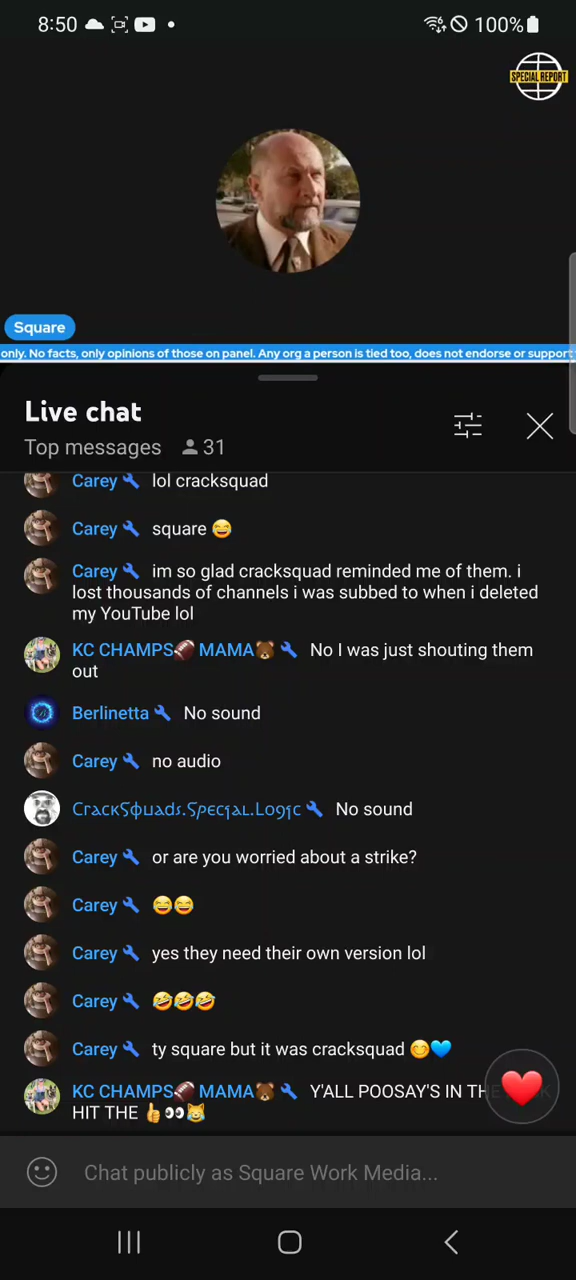 8:50
100%
SPECIAL REPORT
Square
only. No facts, only opinions of those on panel. Any org a person is tied too, does not endorse or support
Live chat
Top messages 31
Carey lol cracksquad
Carey square 😂
Carey im so glad cracksquad reminded me of them. i
lost thousands of channels i was subbed to when i deleted
my YouTube lol
KC CHAMPS🏈 MAMA🐻 No I was just shouting them
out
Berlinetta No sound
Carey no audio
No sound
Carey or are you worried about a strike?
Carey 😂😂
Carey yes they need their own version lol
Carey 🤣🤣🤣
Carey ty square but it was cracksquad 😊💙
KC CHAMPS🏈 MAMA🐻 Y'ALL POOSAY'S IN
HIT THE 👍👀😹
Chat publicly as Square Work Media...